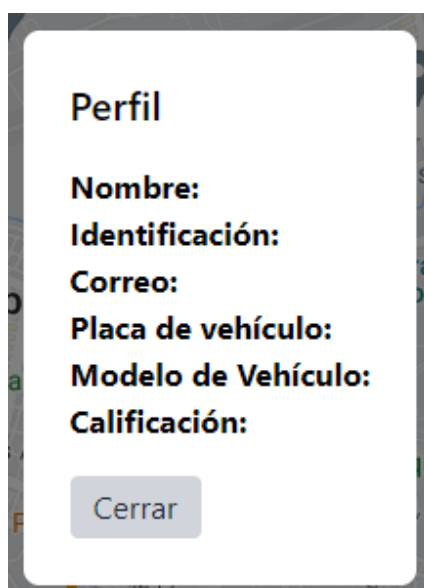 Perfil
Nombre:
Identificación:
Correo:
Placa de vehículo:
Modelo de Vehículo:
Calificación:
Cerrar